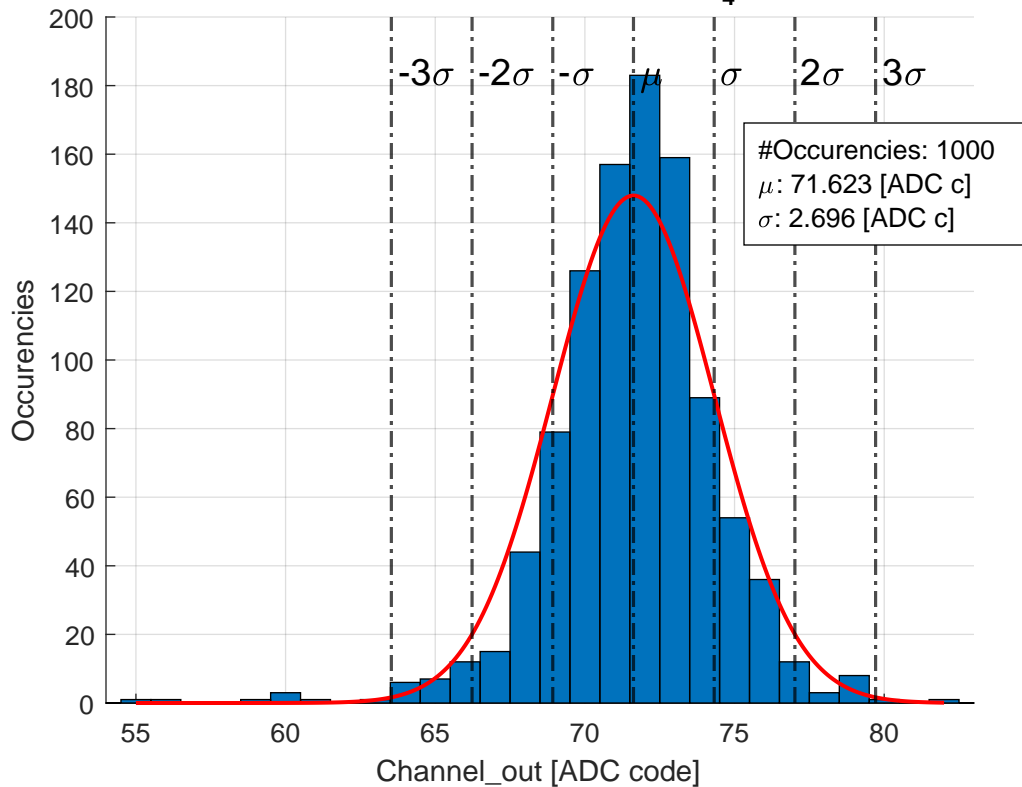 4
200
180
160
140
120
100
80
60
40
20
0
Occurencies
-3σ -2σ -σ μ σ 2σ 3σ
#Occurencies: 1000
μ: 71.623 [ADC c]
σ: 2.696 [ADC c]
55 60 65 70 75 80
Channel_out [ADC code]